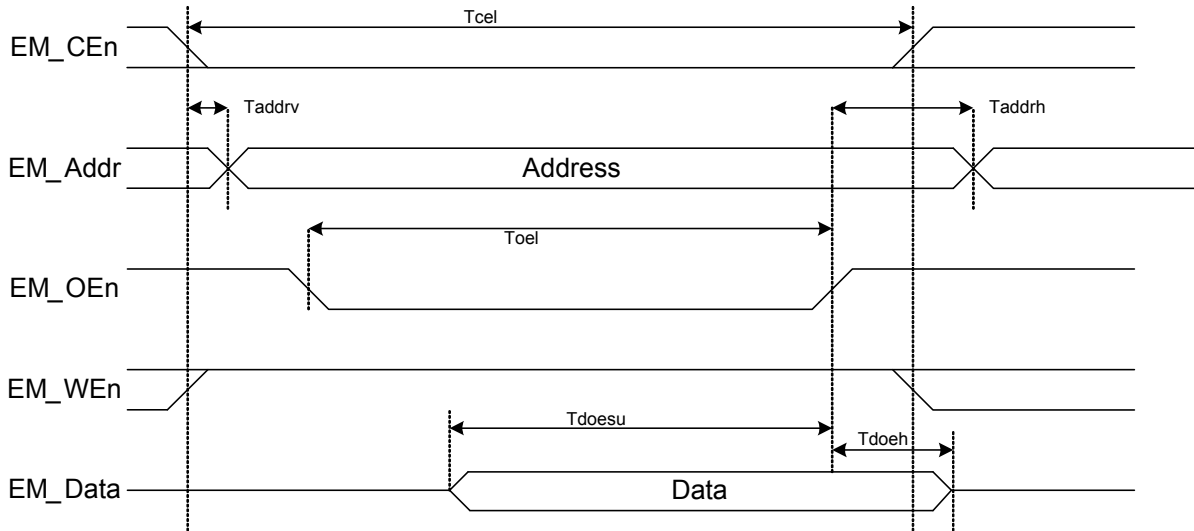 Tcel
EM_CEn
Taddrv
Taddrh
EM_Addr
Address
Toel
EM_OEn
EM_WEn
Tdoesu
Tdoeh
EM_Data
Data